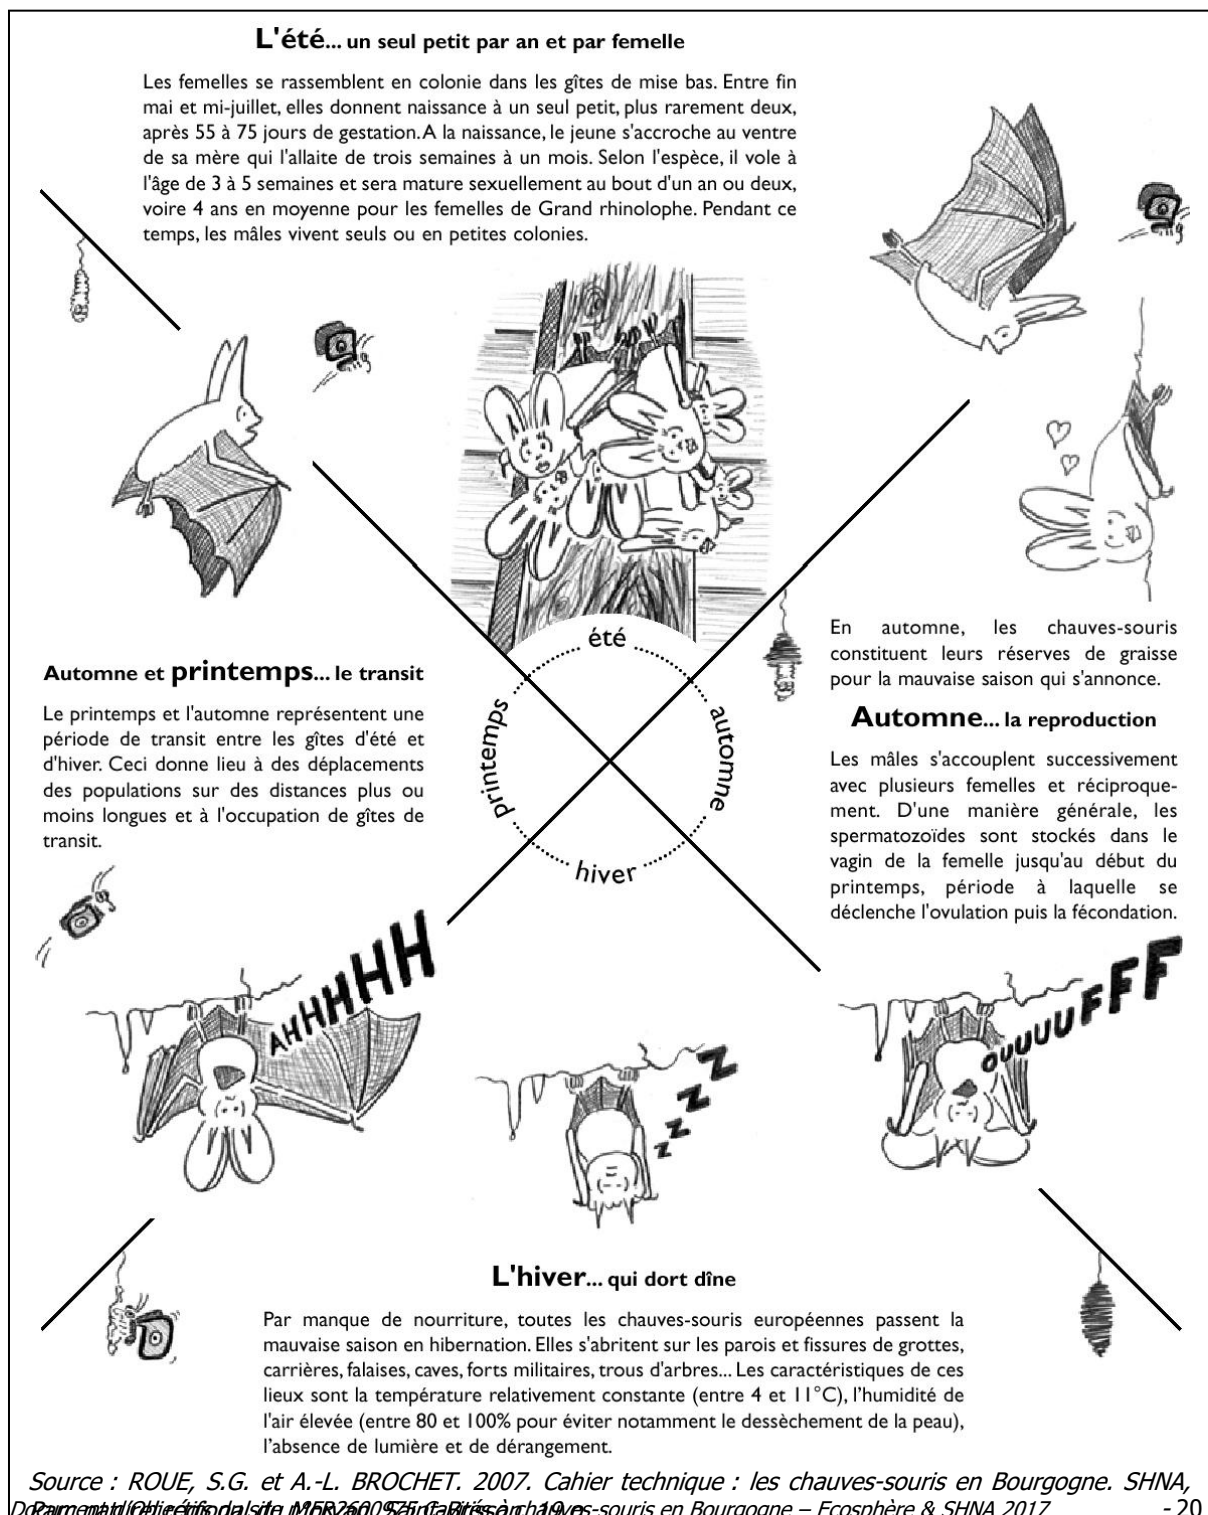 L'été... un seul petit par an et par femelle
Les femelles se rassemblent en colonie dans les gîtes de mise bas. Entre fin
mai et mi-juillet, elles donnent naissance à un seul petit, plus rarement deux,
après 55 à 75 jours de gestation. A la naissance, le jeune s'accroche au ventre
de sa mère qui l'allaite de trois semaines à un mois. Selon l'espèce, il vole à
l'âge de 3 à 5 semaines et sera mature sexuellement au bout d'un an ou deux,
voire 4 ans en moyenne pour les femelles de Grand rhinolophe. Pendant ce
temps, les mâles vivent seuls ou en petites colonies.
été
printemps
automne
hiver
Automne et printemps... le transit
Le printemps et l'automne représentent une
période de transit entre les gîtes d'été et
d'hiver. Ceci donne lieu à des déplacements
des populations sur des distances plus ou
moins longues et à l'occupation de gîtes de
transit.
En automne, les chauves-souris
constituent leurs réserves de graisse
pour la mauvaise saison qui s'annonce.
Automne... la reproduction
Les mâles s'accouplent successivement
avec plusieurs femelles et réciproque-
ment. D'une manière générale, les
spermatozoïdes sont stockés dans le
vagin de la femelle jusqu'au début du
printemps, période à laquelle se
déclenche l'ovulation puis la fécondation.
AHHHHHH
ZZZZ
OUUUUFFF
L'hiver... qui dort dîne
Par manque de nourriture, toutes les chauves-souris européennes passent la
mauvaise saison en hibernation. Elles s'abritent sur les parois et fissures de grottes,
carrières, falaises, caves, forts militaires, trous d'arbres... Les caractéristiques de ces
lieux sont la température relativement constante (entre 4 et 11°C), l'humidité de
l'air élevée (entre 80 et 100% pour éviter notamment le dessèchement de la peau),
l'absence de lumière et de dérangement.
Source : ROUE, S.G. et A.-L. BROCHET. 2007. Cahier technique : les chauves-souris en Bourgogne. SHNA,
chauves-souris en Bourgogne – Ecosphère & SHNA 2017 - 20